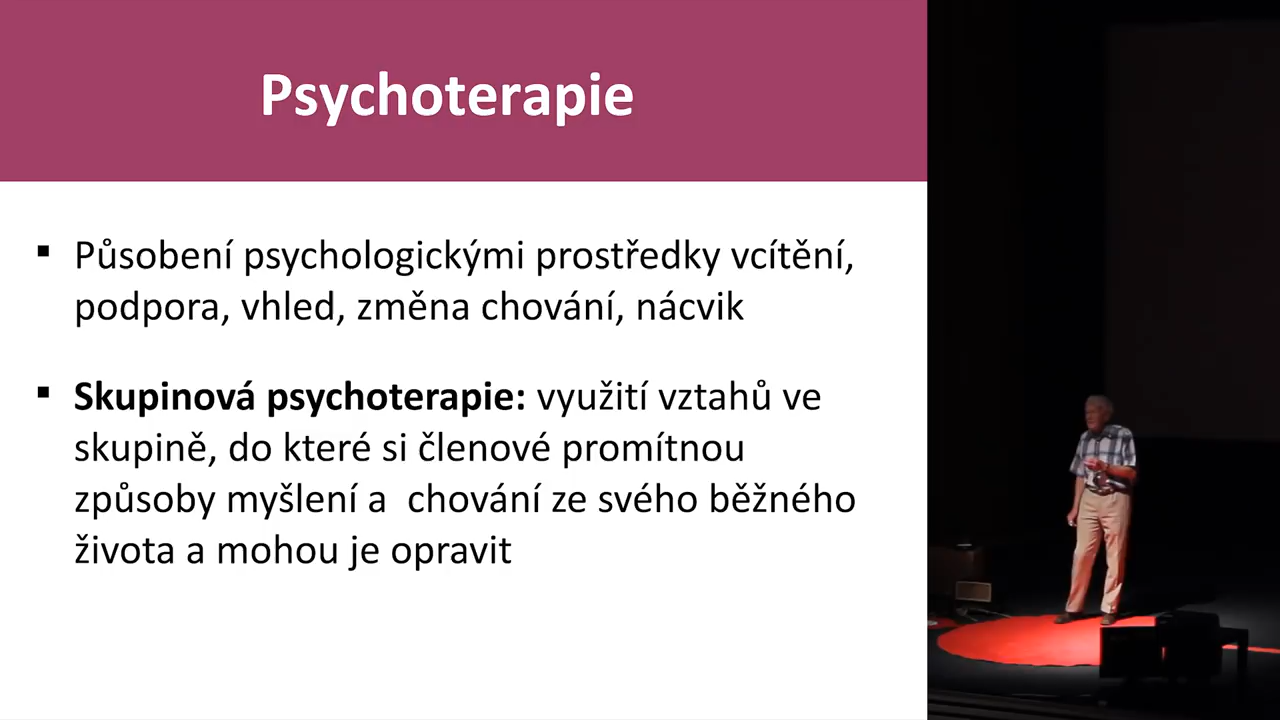 Psychoterapie
▪ Působení psychologickými prostředky vcítění,
podpora, vhled, změna chování, nácvik
▪ Skupinová psychoterapie: využití vztahů ve
skupině, do které si členové promítnou
způsoby myšlení a  chování ze svého běžného
života a mohou je opravit